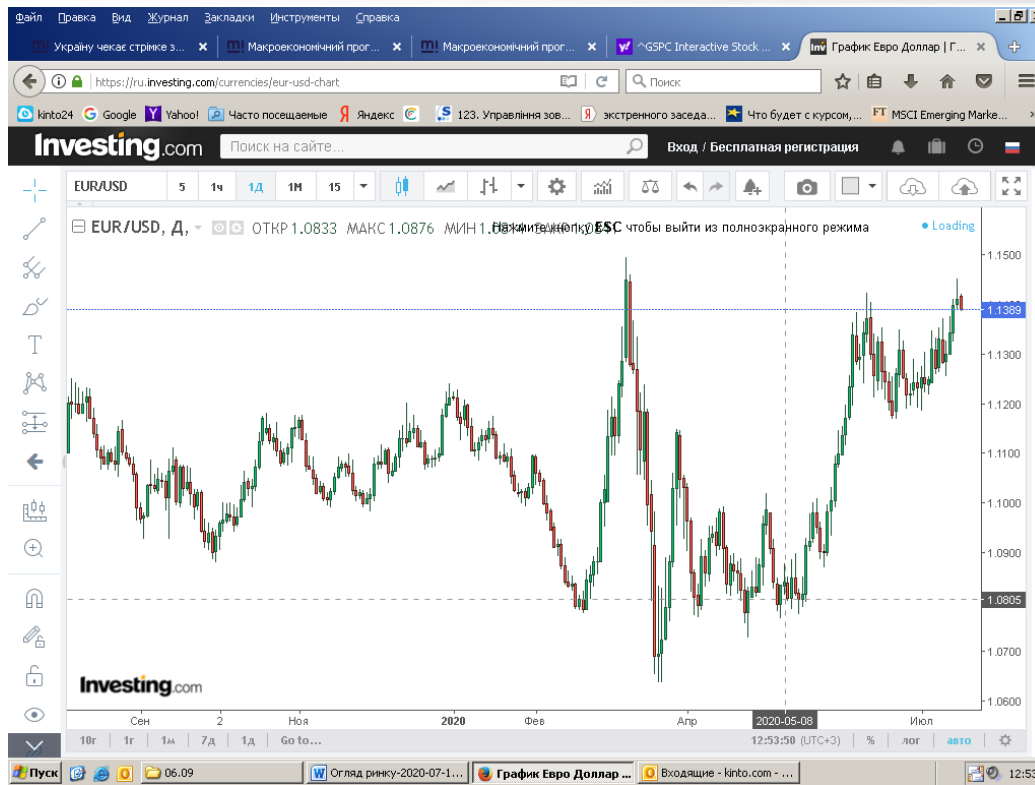 Файл Правка Вид Журнал Закладки Инструменты Справка
Україну чекає стрімке з... Макроекономічний прог... Макроекономічний прог... ^GSPC Interactive Stock ... График Евро Доллар | Г...
https://ru.investing.com/currencies/eur-usd-chart Поиск
kinto24 Google Yahoo! Часто посещаемые Яндекс 123. Управління зов... экстренного заседа... Что будет с курсом,... MSCI Emerging Marke...
Investing.com Поиск на сайте... Вход / Бесплатная регистрация
EUR/USD 5 1ч 1Д 1М 15
EUR/USD, Д, ОТКР 1.0833 МАКС 1.0876 МИН Нажмите кнопку ESC чтобы выйти из полноэкранного режима Loading
1.1500
1.1389
1.1300
1.1200
1.1100
1.1000
1.0900
1.0805
1.0700
1.0600
Investing.com
Сен 2 Ноя 2020 Фев Апр 2020-05-08 Июл
10г 1г 1м 7д 1д Go to... 12:53:50 (UTC+3) % лог авто
Пуск 06.09 Огляд ринку-2020-07-1... График Евро Доллар ... Входящие - kinto.com - ... 12:53